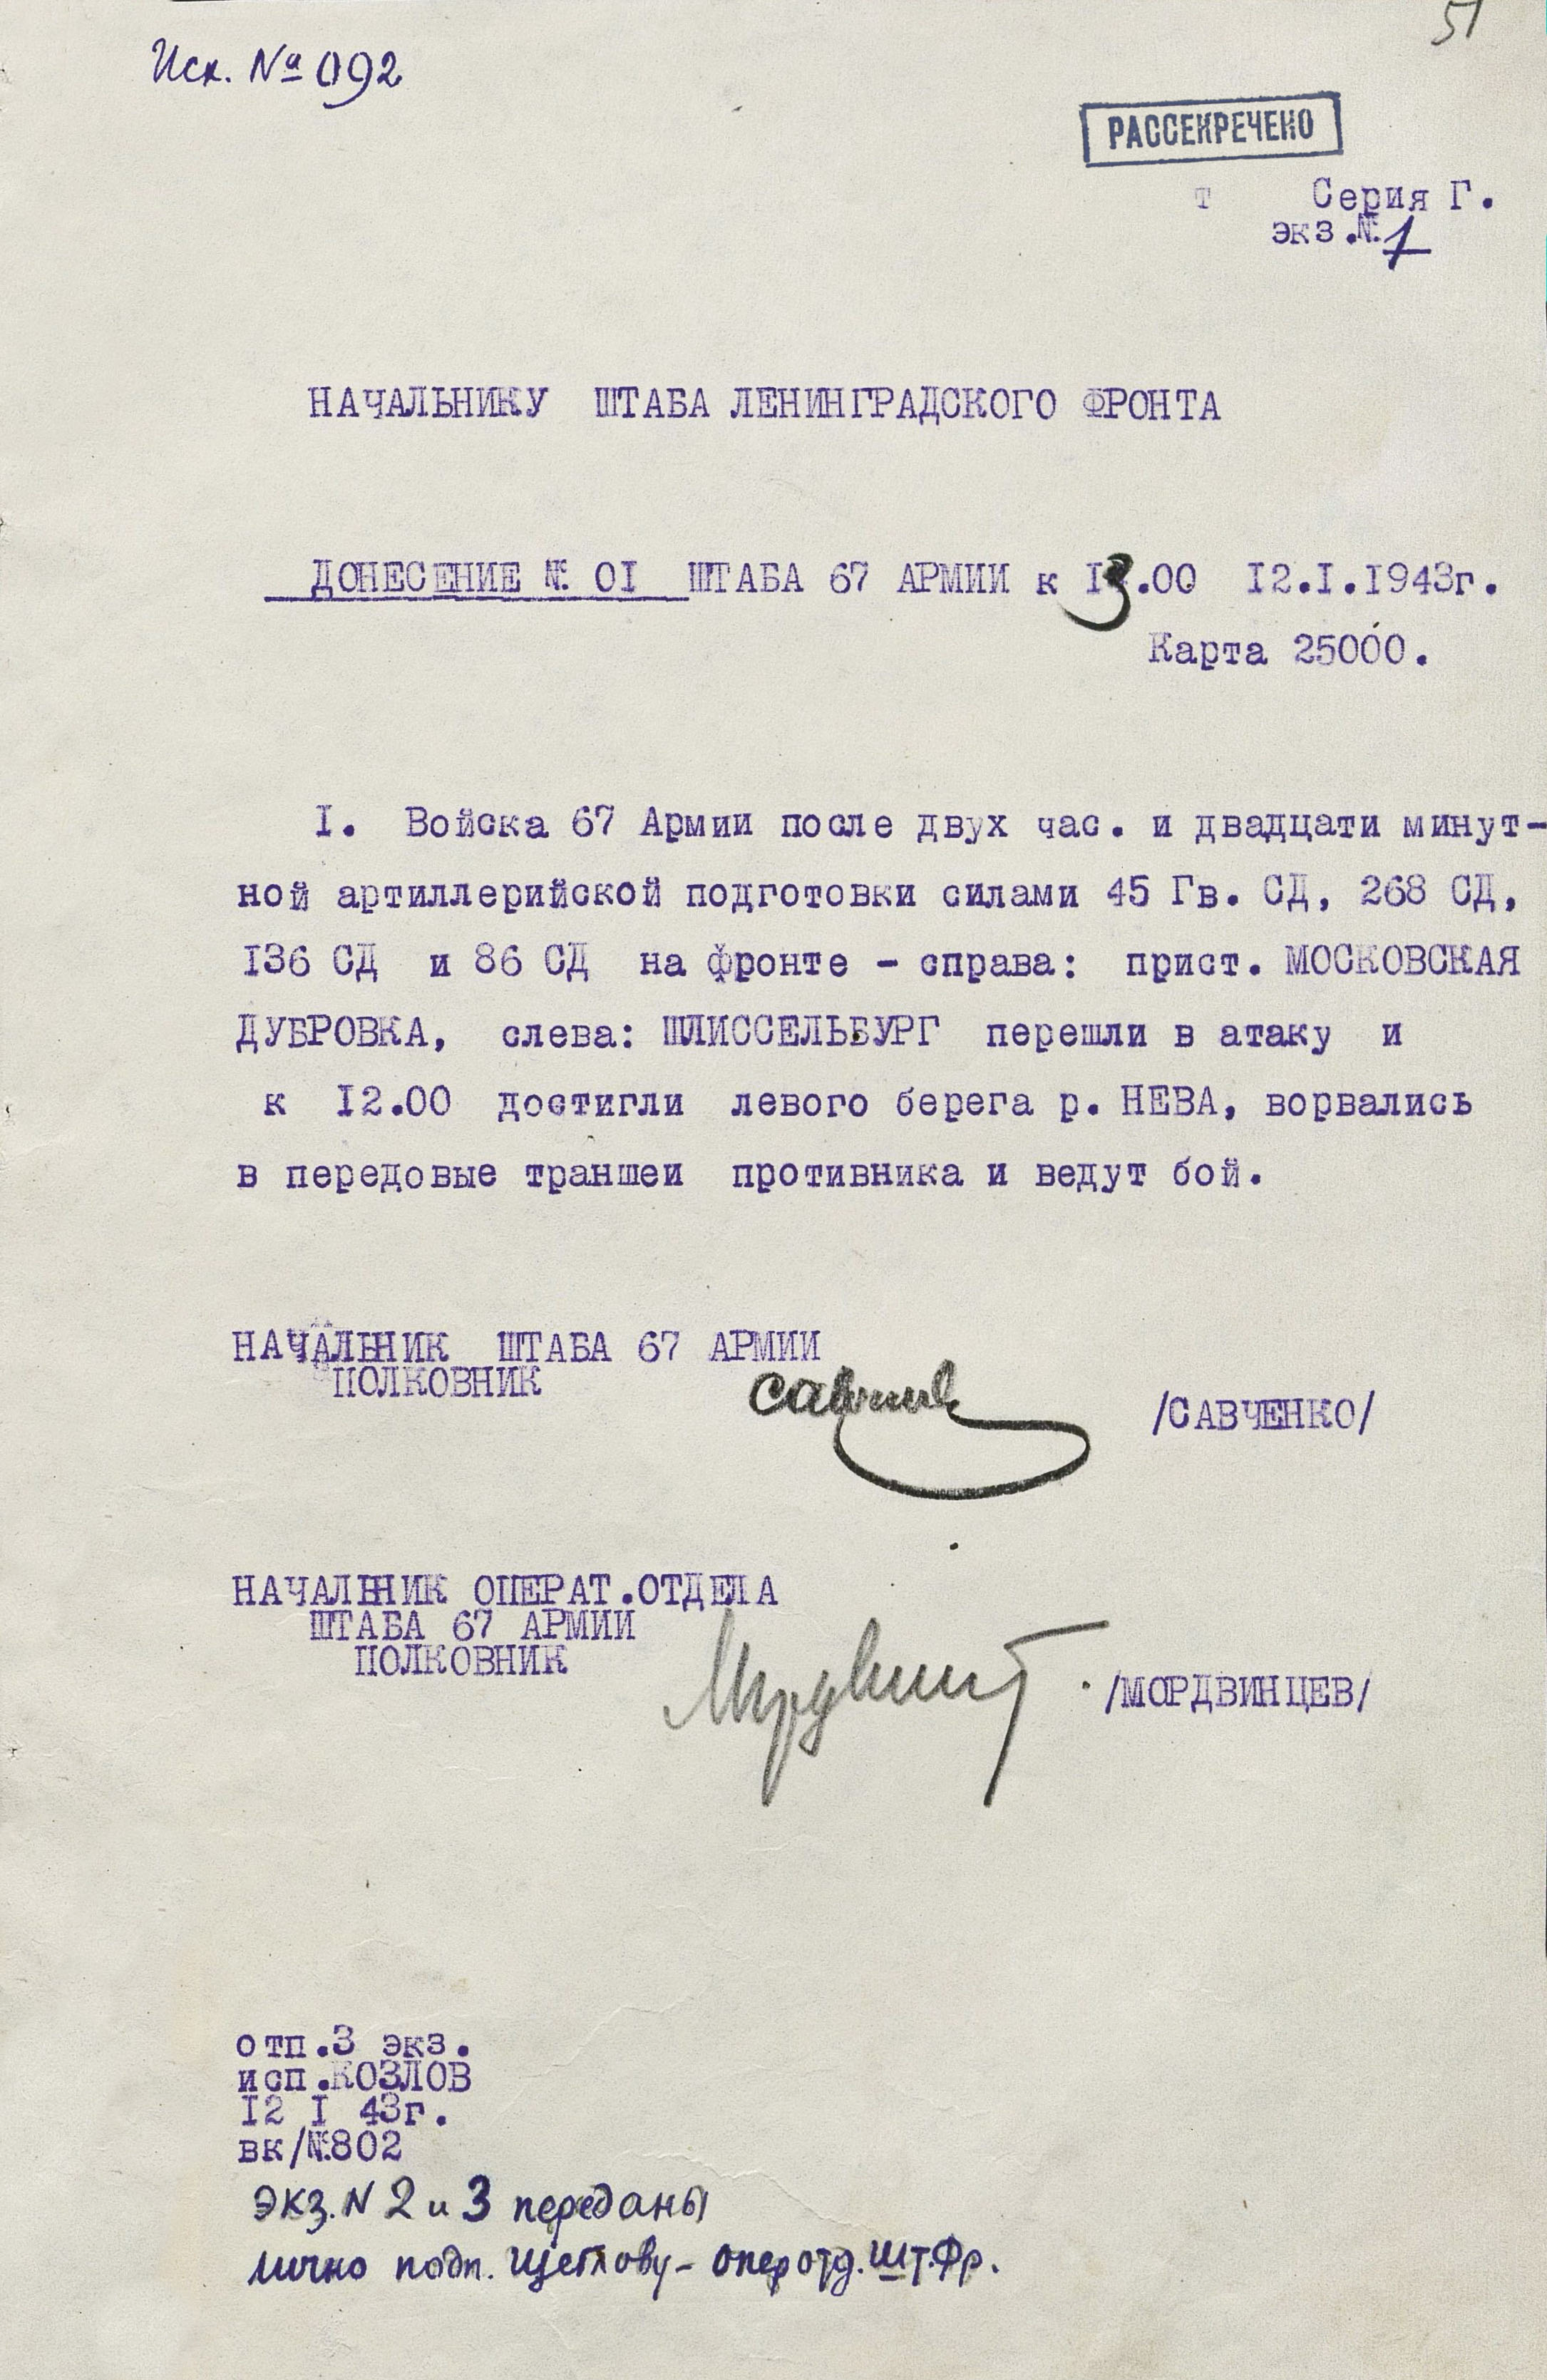 51
Исх. № 092
РАССЕКРЕЧЕНО
т Серия Г.
экз.№.1
НАЧАЛЬНИКУ ШТАБА ЛЕНИНГРАДСКОГО ФРОНТА
ДОНЕСЕНИЕ №. 01 ШТАБА 67 АРМИИ к 13.00 12.I.1943г.
Карта 25000.
I. Войска 67 Армии после двух час. и двадцати минут-
ной артиллерийской подготовки силами 45 Гв. СД, 268 СД,
136 СД и 86 СД на фронте - справа: прист. МОСКОВСКАЯ
ДУБРОВКА, слева: ШЛИССЕЛЬБУРГ перешли в атаку и
к 12.00 достигли левого берега р. НЕВА, ворвались
в передовые траншеи противника и ведут бой.
НАЧАЛЬНИК ШТАБА 67 АРМИИ
ПОЛКОВНИК
/САВЧЕНКО/
НАЧАЛЬНИК ОПЕРАТ.ОТДЕЛА
ШТАБА 67 АРМИИ
ПОЛКОВНИК
/МОРДВИНЦЕВ/
отп.3 экз.
исп.КОЗЛОВ
12 I 43г.
вк/№.802
экз. N 2 и 3 переданы
лично подп. Щеглову - оперотд. Шт.Фр.